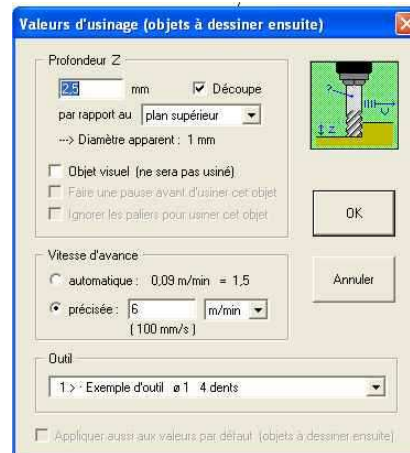 Valeurs d'usinage (objets à dessiner ensuite)
Profondeur Z
2.5 mm Découpe
par rapport au plan supérieur
---> Diamètre apparent : 1 mm
Objet visuel (ne sera pas usiné)
Faire une pause avant d'usiner cet objet
Ignorer les paliers pour usiner cet objet
OK
Vitesse d'avance
automatique : 0,09 m/min = 1,5
Annuler
précisée : 6 m/min
( 100 mm/s )
Outil
1 > · Exemple d'outil ø 1 4 dents
Appliquer aussi aux valeurs par défaut (objets à dessiner ensuite)
? V
Z